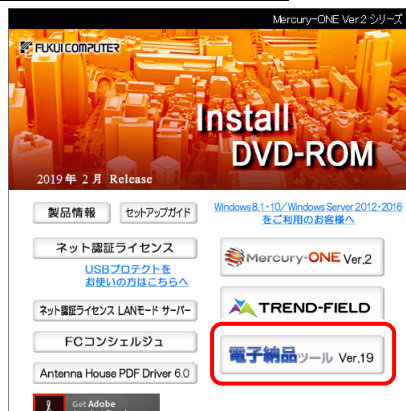 Mercury-ONE Ver.2 シリーズ
FUKUI COMPUTER
Install
DVD-ROM
2019年 2月 Release
製品情報
セットアップガイド
Windows8.1・10／Windows Server 2012・2016
をご利用のお客様へ
ネット認証ライセンス
USBプロテクトを
お使いの方はこちらへ
Mercury-ONE Ver.2
ネット認証ライセンス LANモード サーバー
TREND-FIELD
FCコンシェルジュ
電子納品ツール Ver.19
Antenna House PDF Driver 6.0
Get Adobe